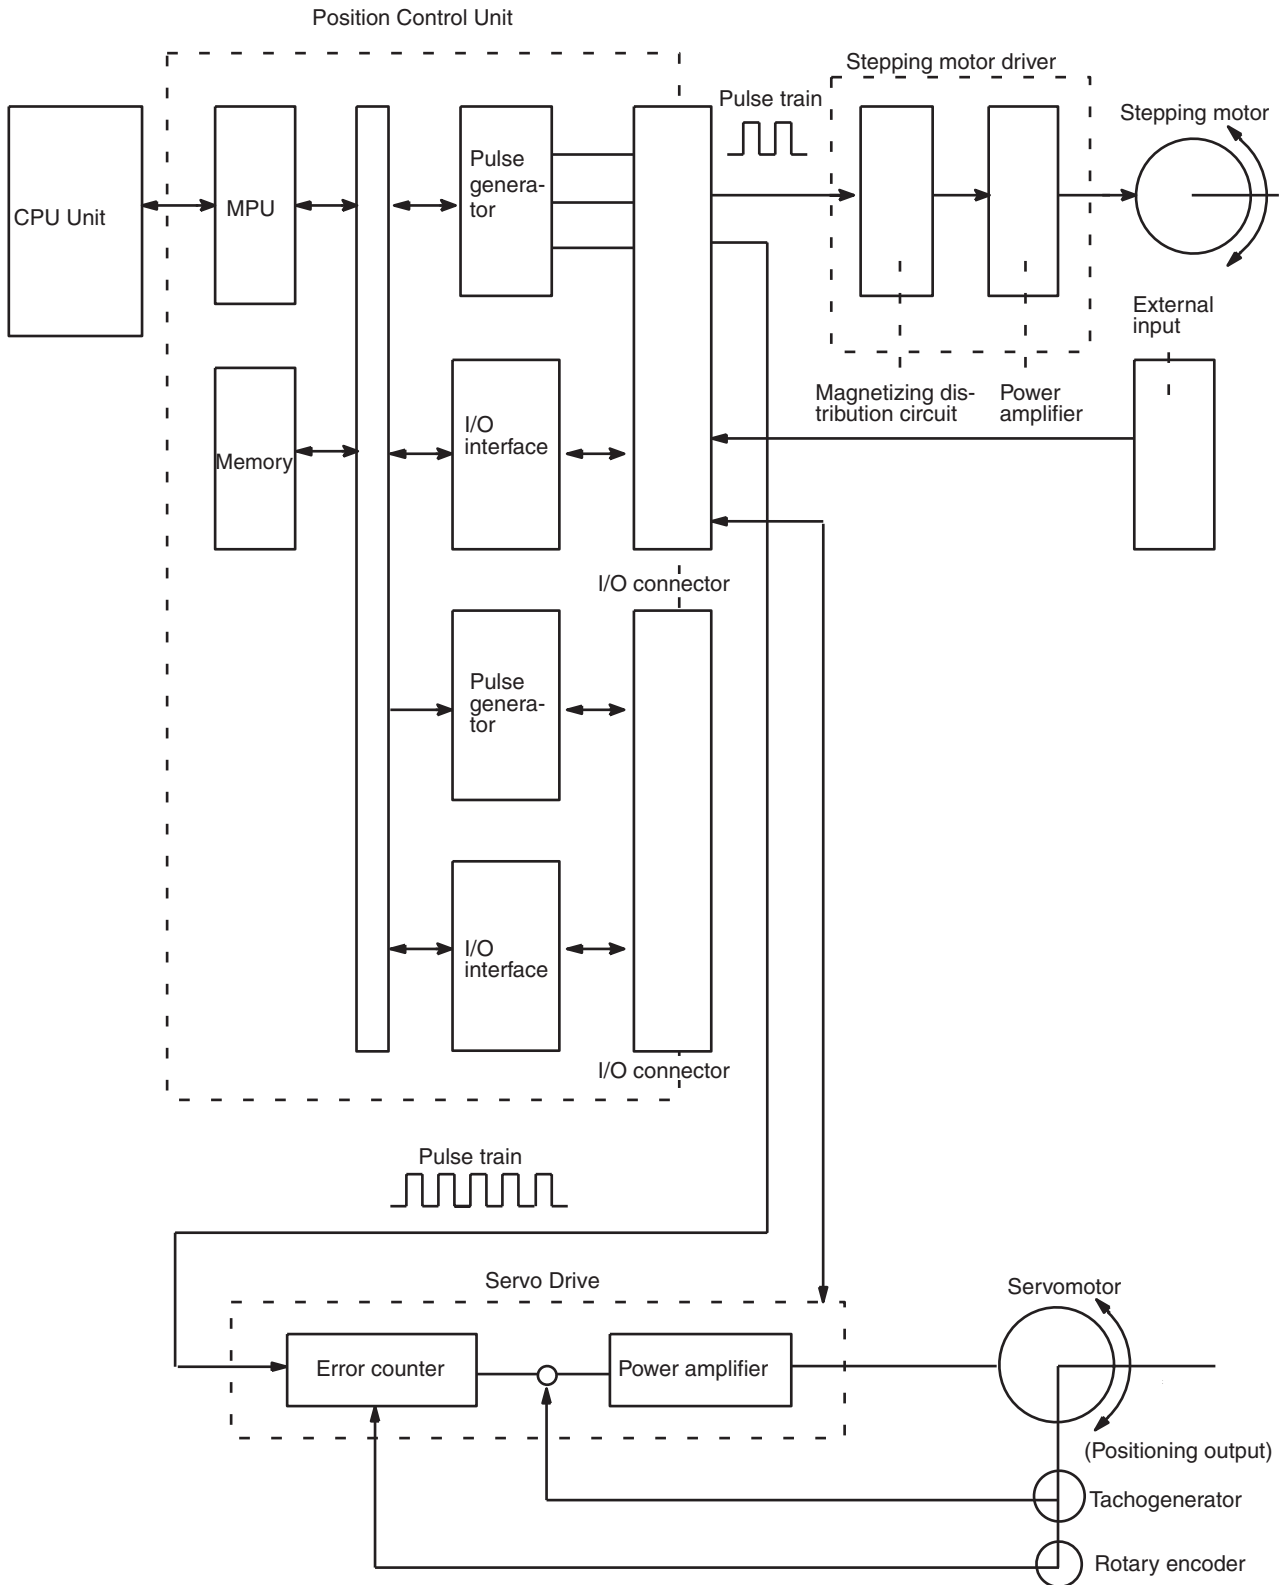 Position Control Unit
Stepping motor driver
Pulse train
Stepping motor
CPU Unit
MPU
Pulse
genera-
tor
External
input
Magnetizing dis-
tribution circuit
Power
amplifier
Memory
I/O
interface
I/O connector
Pulse
genera-
tor
I/O
interface
I/O connector
Pulse train
Servo Drive
Servomotor
Error counter
Power amplifier
(Positioning output)
Tachogenerator
Rotary encoder